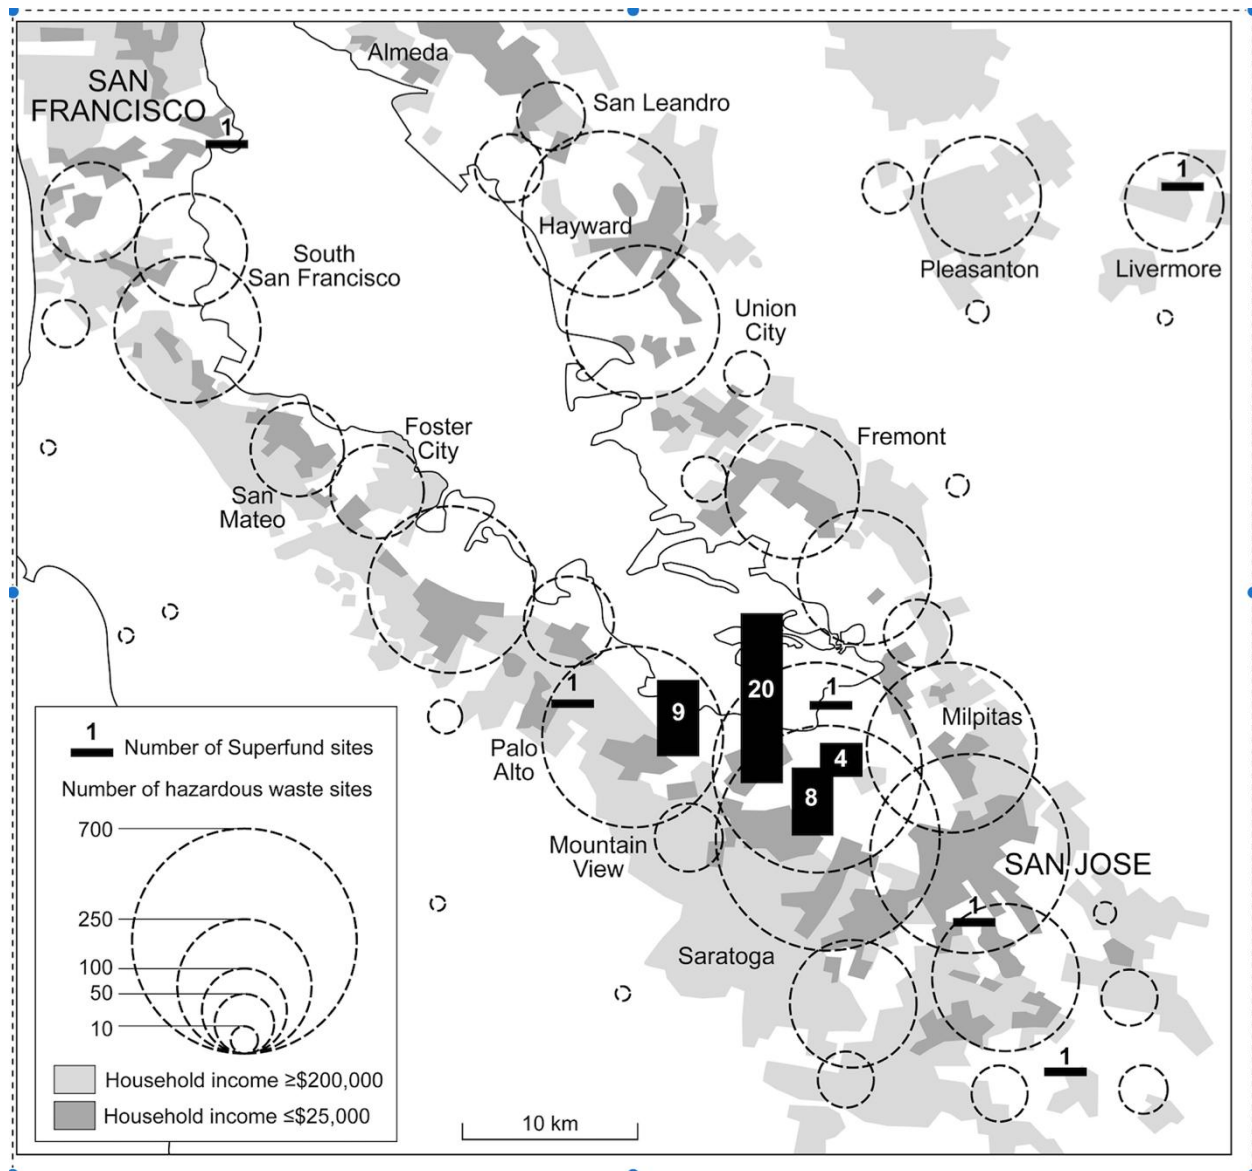 Almeda
SAN
FRANCISCO
1
San Leandro
1
Hayward
South
San Francisco
Pleasanton
Livermore
Union
City
Foster
City
Fremont
San
Mateo
1
9
20
1
Milpitas
Palo
Alto
4
8
Mountain
View
SAN JOSE
1
Saratoga
1
1
Number of Superfund sites
Number of hazardous waste sites
700
250
100
50
10
Household income ≥$200,000
Household income ≤$25,000
10 km